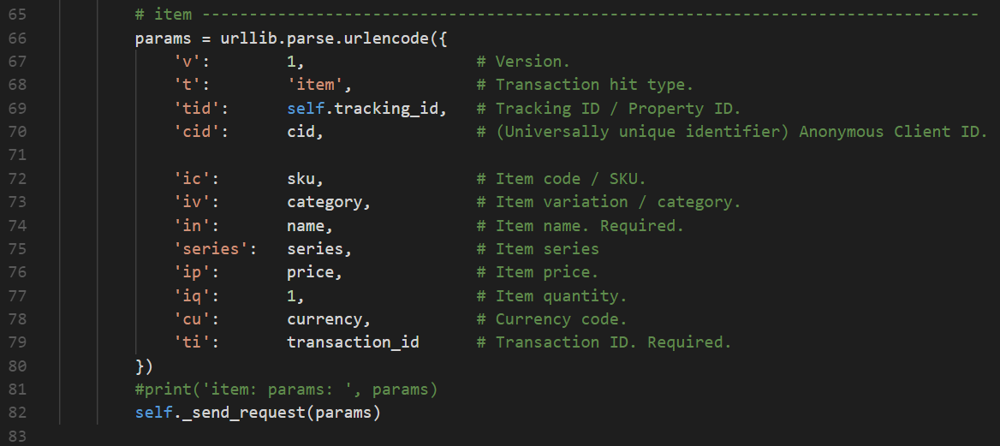 65 # item ----------------------------------------------------------------------------------
66 params = urllib.parse.urlencode({
67 'v': 1, # Version.
68 't': 'item', # Transaction hit type.
69 'tid': self.tracking_id, # Tracking ID / Property ID.
70 'cid': cid, # (Universally unique identifier) Anonymous Client ID.
71
72 'ic': sku, # Item code / SKU.
73 'iv': category, # Item variation / category.
74 'in': name, # Item name. Required.
75 'series': series, # Item series
76 'ip': price, # Item price.
77 'iq': 1, # Item quantity.
78 'cu': currency, # Currency code.
79 'ti': transaction_id # Transaction ID. Required.
80 })
81 #print('item: params: ', params)
82 self._send_request(params)
83